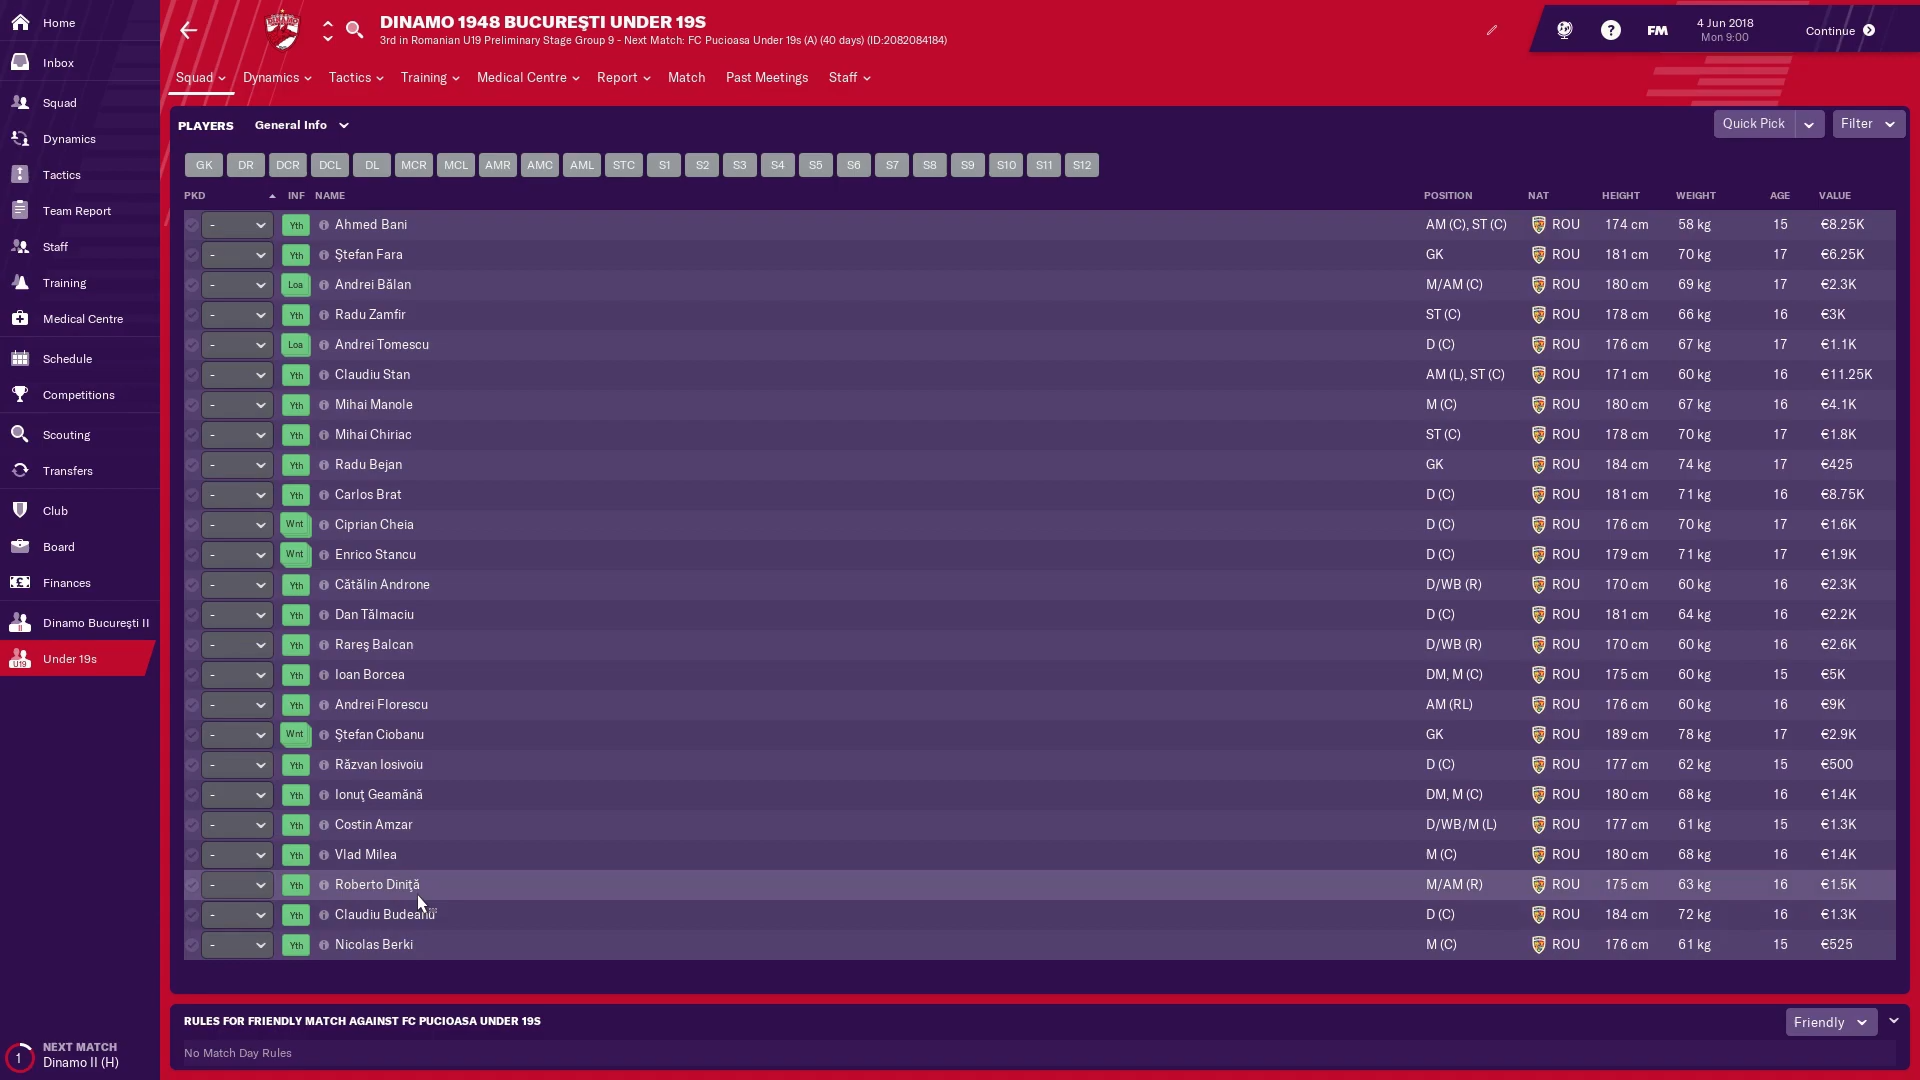 Home
Inbox
Squad
Dynamics
Tactics
Team Report
Staff
Training
Medical Centre
Schedule
Competitions
Scouting
Transfers
Club
Board
Finances
Dinamo Bucureşti II
Under 19s
NEXT MATCH
1 Dinamo II (H)
DINAMO 1948 BUCUREŞTI UNDER 19S
3rd in Romanian U19 Preliminary Stage Group 9 - Next Match: FC Pucioasa Under 19s (A) (40 days) (ID:2082084184)
FM
4 Jun 2018
Mon 9:00
Continue
Squad Dynamics Tactics Training Medical Centre Report Match Past Meetings Staff
PLAYERS General Info Quick Pick Filter
GK DR DCR DCL DL MCR MCL AMR AMC AML STC S1 S2 S3 S4 S5 S6 S7 S8 S9 S10 S11 S12
PKD INF NAME POSITION NAT HEIGHT WEIGHT AGE VALUE
- Yth Ahmed Bani AM (C), ST (C) ROU 174 cm 58 kg 15 €8.25K
- Yth Ştefan Fara GK ROU 181 cm 70 kg 17 €6.25K
- Loa Andrei Bălan M/AM (C) ROU 180 cm 69 kg 17 €2.3K
- Yth Radu Zamfir ST (C) ROU 178 cm 66 kg 16 €3K
- Loa Andrei Tomescu D (C) ROU 176 cm 67 kg 17 €1.1K
- Yth Claudiu Stan AM (L), ST (C) ROU 171 cm 60 kg 16 €11.25K
- Yth Mihai Manole M (C) ROU 180 cm 67 kg 16 €4.1K
- Yth Mihai Chiriac ST (C) ROU 178 cm 70 kg 17 €1.8K
- Yth Radu Bejan GK ROU 184 cm 74 kg 17 €425
- Yth Carlos Brat D (C) ROU 181 cm 71 kg 16 €8.75K
- Wnt Ciprian Cheia D (C) ROU 176 cm 70 kg 17 €1.6K
- Wnt Enrico Stancu D (C) ROU 179 cm 71 kg 17 €1.9K
- Yth Cătălin Androne D/WB (R) ROU 170 cm 60 kg 16 €2.3K
- Yth Dan Tălmaciu D (C) ROU 181 cm 64 kg 16 €2.2K
- Yth Rareş Balcan D/WB (R) ROU 170 cm 60 kg 16 €2.6K
- Yth Ioan Borcea DM, M (C) ROU 175 cm 60 kg 15 €5K
- Yth Andrei Florescu AM (RL) ROU 176 cm 60 kg 16 €9K
- Wnt Ştefan Ciobanu GK ROU 189 cm 78 kg 17 €2.9K
- Yth Răzvan Iosivoiu D (C) ROU 177 cm 62 kg 15 €500
- Yth Ionuţ Geamănă DM, M (C) ROU 180 cm 68 kg 16 €1.4K
- Yth Costin Amzar D/WB/M (L) ROU 177 cm 61 kg 15 €1.3K
- Yth Vlad Milea M (C) ROU 180 cm 68 kg 16 €1.4K
- Yth Roberto Diniţă M/AM (R) ROU 175 cm 63 kg 16 €1.5K
- Yth Claudiu Budeanu D (C) ROU 184 cm 72 kg 16 €1.3K
- Yth Nicolas Berki M (C) ROU 176 cm 61 kg 15 €525
RULES FOR FRIENDLY MATCH AGAINST FC PUCIOASA UNDER 19S Friendly
No Match Day Rules